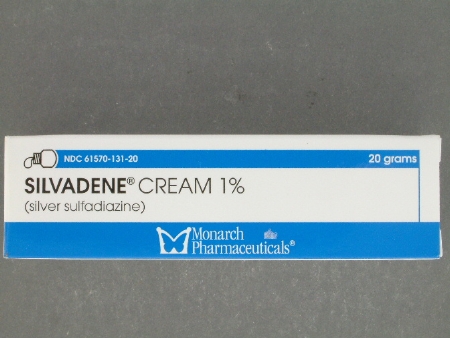 NDC 61570-131-20
20 grams
SILVADENE® CREAM 1%
(silver sulfadiazine)
Monarch
Pharmaceuticals®